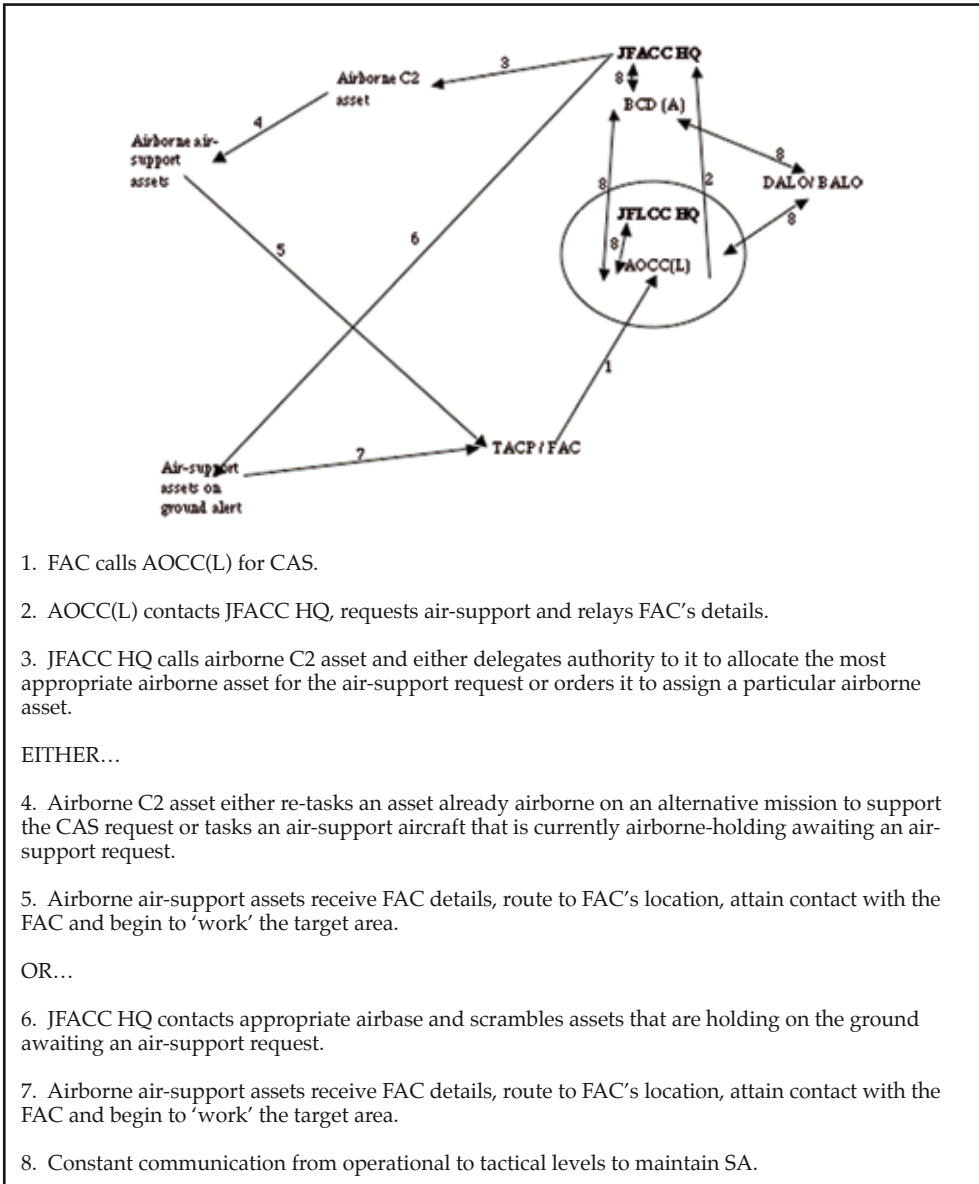 JFACC HQ
3
Airborne C2
asset
8
BCD (A)
4
Airborne air-
support
assets
8
DALO/ BALO
8
2
JFLCC HQ
8
6
8
5
AOCC(L)
1
TACP / FAC
7
Air-support
assets on
ground alert
1. FAC calls AOCC(L) for CAS.
2. AOCC(L) contacts JFACC HQ, requests air-support and relays FAC's details.
3. JFACC HQ calls airborne C2 asset and either delegates authority to it to allocate the most
appropriate airborne asset for the air-support request or orders it to assign a particular airborne
asset.
EITHER…
4. Airborne C2 asset either re-tasks an asset already airborne on an alternative mission to support
the CAS request or tasks an air-support aircraft that is currently airborne-holding awaiting an air-
support request.
5. Airborne air-support assets receive FAC details, route to FAC's location, attain contact with the
FAC and begin to 'work' the target area.
OR…
6. JFACC HQ contacts appropriate airbase and scrambles assets that are holding on the ground
awaiting an air-support request.
7. Airborne air-support assets receive FAC details, route to FAC's location, attain contact with the
FAC and begin to 'work' the target area.
8. Constant communication from operational to tactical levels to maintain SA.